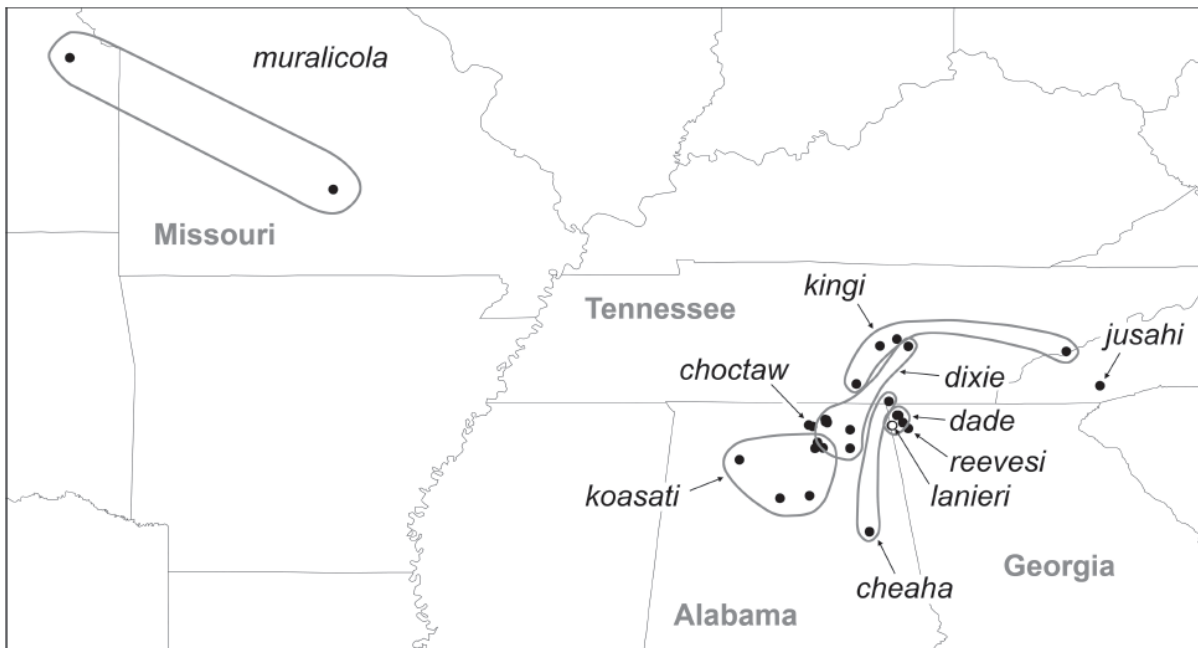 muralicola
Missouri
kingi
Tennessee
jusahi
choctaw
dixie
dade
reevesi
koasati
lanieri
Georgia
cheaha
Alabama